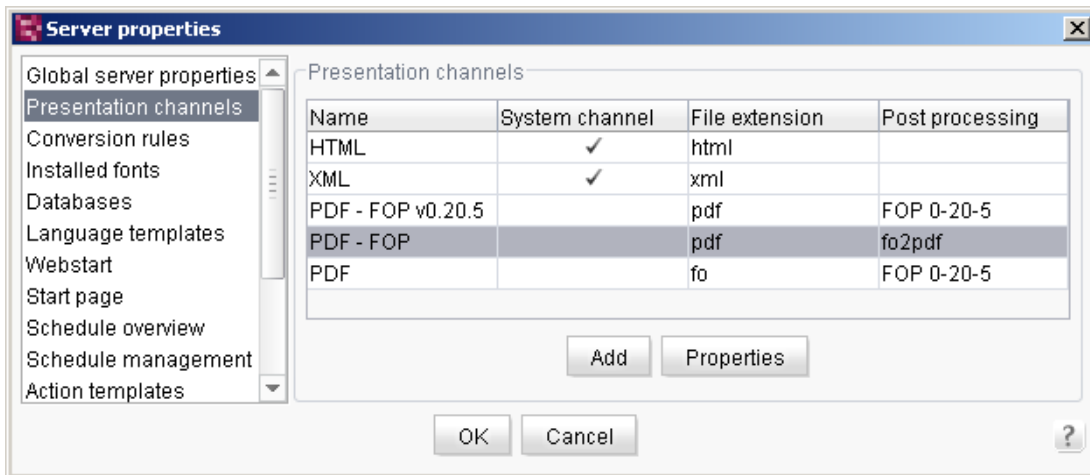 Server properties
Global server properties
Presentation channels
Conversion rules
Installed fonts
Databases
Language templates
Webstart
Start page
Schedule overview
Schedule management
Action templates
Presentation channels
Name System channel File extension Post processing
HTML ✓ html
XML ✓ xml
PDF - FOP v0.20.5 pdf FOP 0-20-5
PDF - FOP pdf fo2pdf
PDF fo FOP 0-20-5
Add Properties
OK Cancel
?